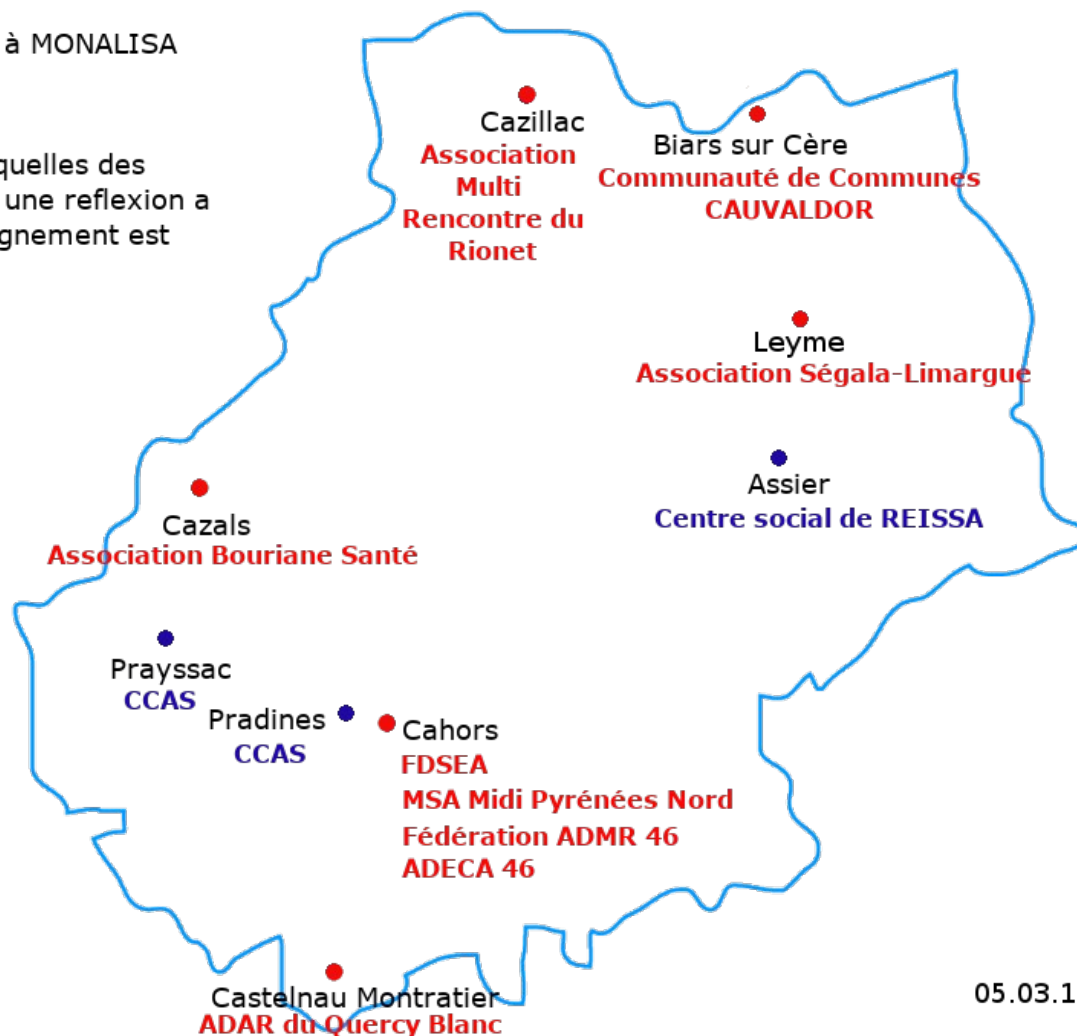 à MONALISA
quelles des
une reflexion a
gnement est
Cazillac
Association
Multi
Rencontre du
Rionet
Biars sur Cère
Communauté de Communes
CAUVALDOR
Leyme
Association Ségala-Limargue
Assier
Centre social de REISSA
Cazals
Association Bouriane Santé
Prayssac
CCAS
Pradines
CCAS
Cahors
FDSEA
MSA Midi Pyrénées Nord
Fédération ADMR 46
ADECA 46
Castelnau Montratier
ADAR du Quercy Blanc
05.03.1